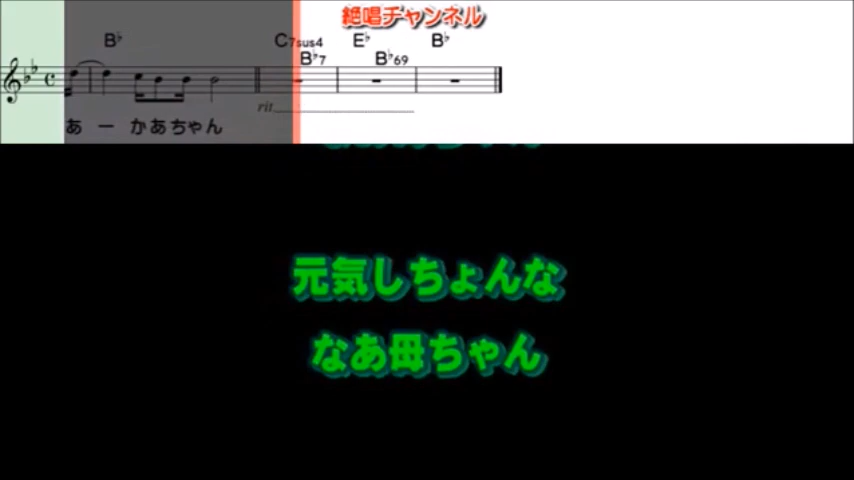 絶唱チャンネル
B♭ C7sus4 E♭ B♭
B♭7 B♭69
rit.
あ ー かあちゃん
元気しちょんな
なあ母ちゃん